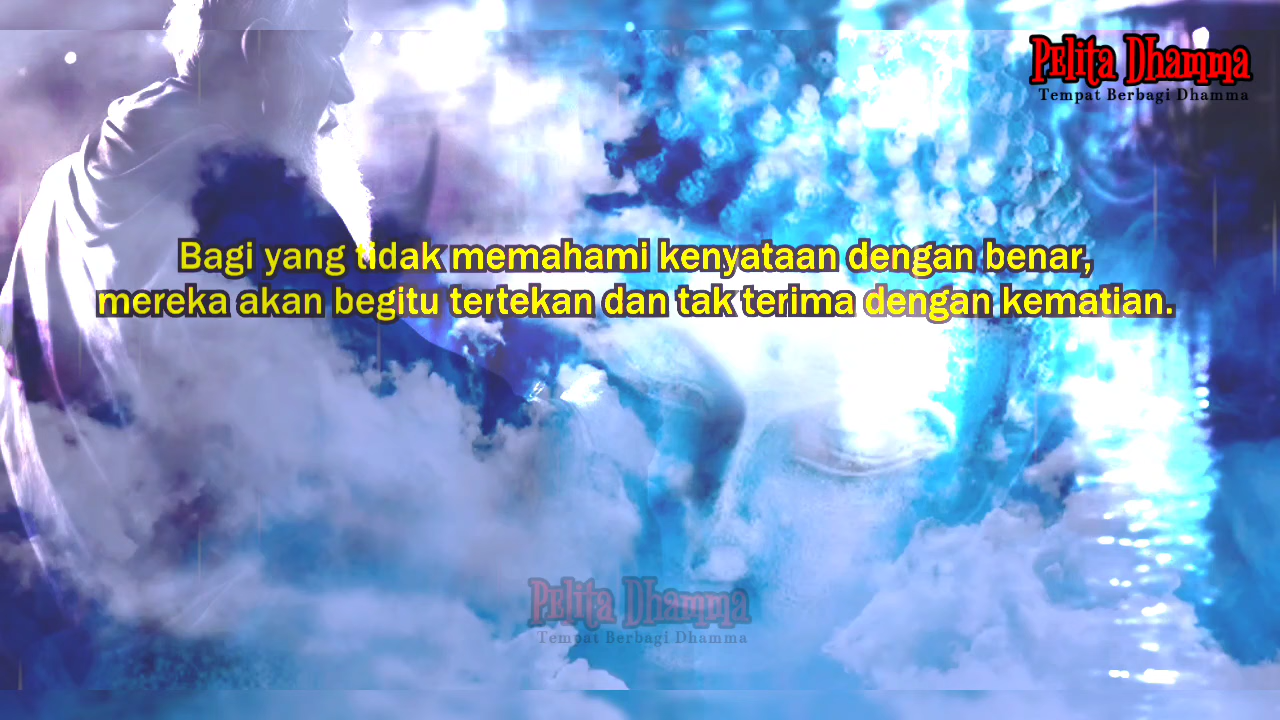 Pelita Dhamma
Tempat Berbagi Dhamma
Bagi yang tidak memahami kenyataan dengan benar,
mereka akan begitu tertekan dan tak terima dengan kematian.
Pelita Dhamma
Tempat Berbagi Dhamma